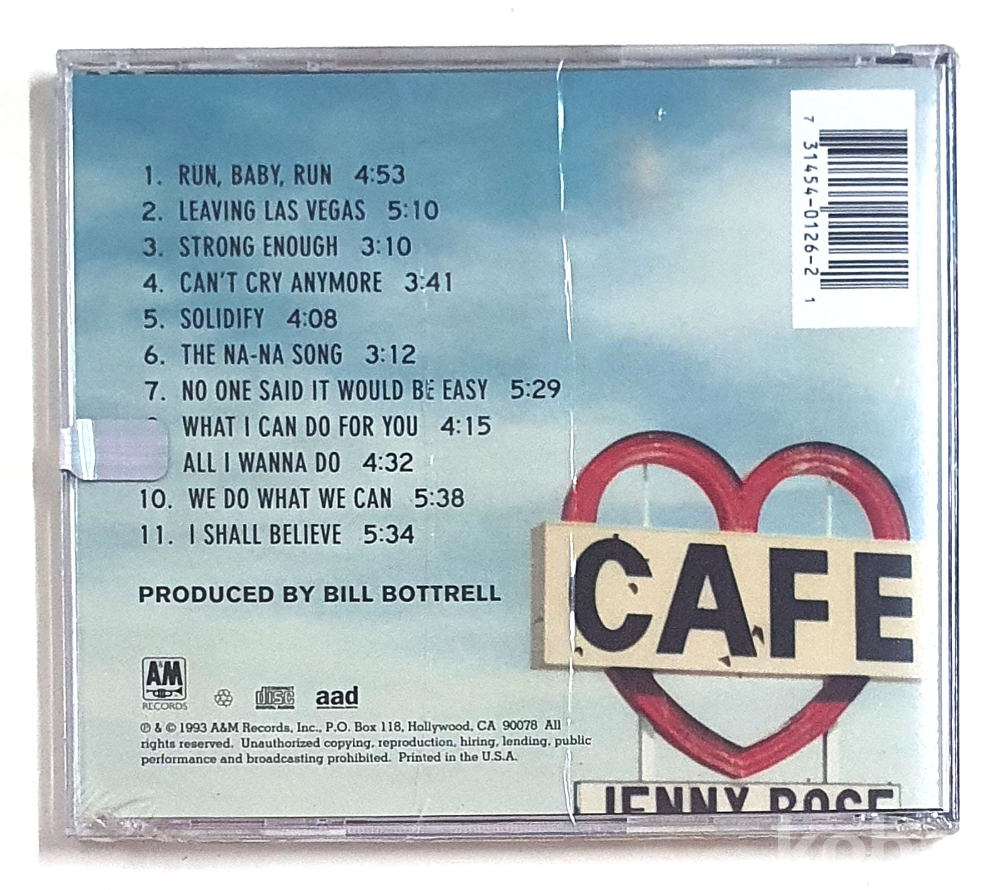 1. RUN, BABY, RUN 4:53
2. LEAVING LAS VEGAS 5:10
3. STRONG ENOUGH 3:10
4. CAN'T CRY ANYMORE 3:41
5. SOLIDIFY 4:08
6. THE NA-NA SONG 3:12
7. NO ONE SAID IT WOULD BE EASY 5:29
WHAT I CAN DO FOR YOU 4:15
ALL I WANNA DO 4:32
10. WE DO WHAT WE CAN 5:38
11. I SHALL BELIEVE 5:34
PRODUCED BY BILL BOTTRELL
A&M
RECORDS
disc
DIGITAL AUDIO
aad
℗ & © 1993 A&M Records, Inc., P.O. Box 118, Hollywood, CA 90078 All
rights reserved. Unauthorized copying, reproduction, hiring, lending, public
performance and broadcasting prohibited. Printed in the U.S.A.
7 31454-0126-2 1
CAFE
JENNY ROSE